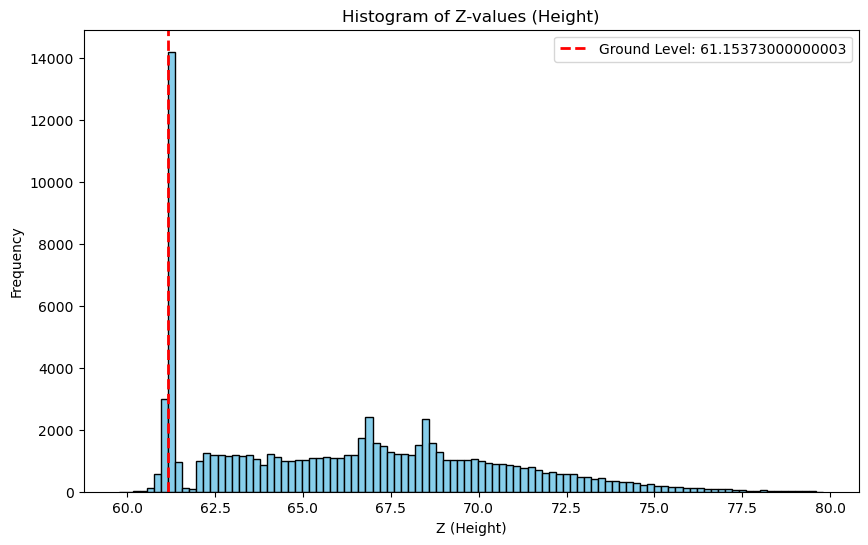 Histogram of Z-values (Height)
Ground Level: 61.15373000000003
14000
12000
10000
8000
6000
4000
2000
0
Frequency
60.0 62.5 65.0 67.5 70.0 72.5 75.0 77.5 80.0
Z (Height)